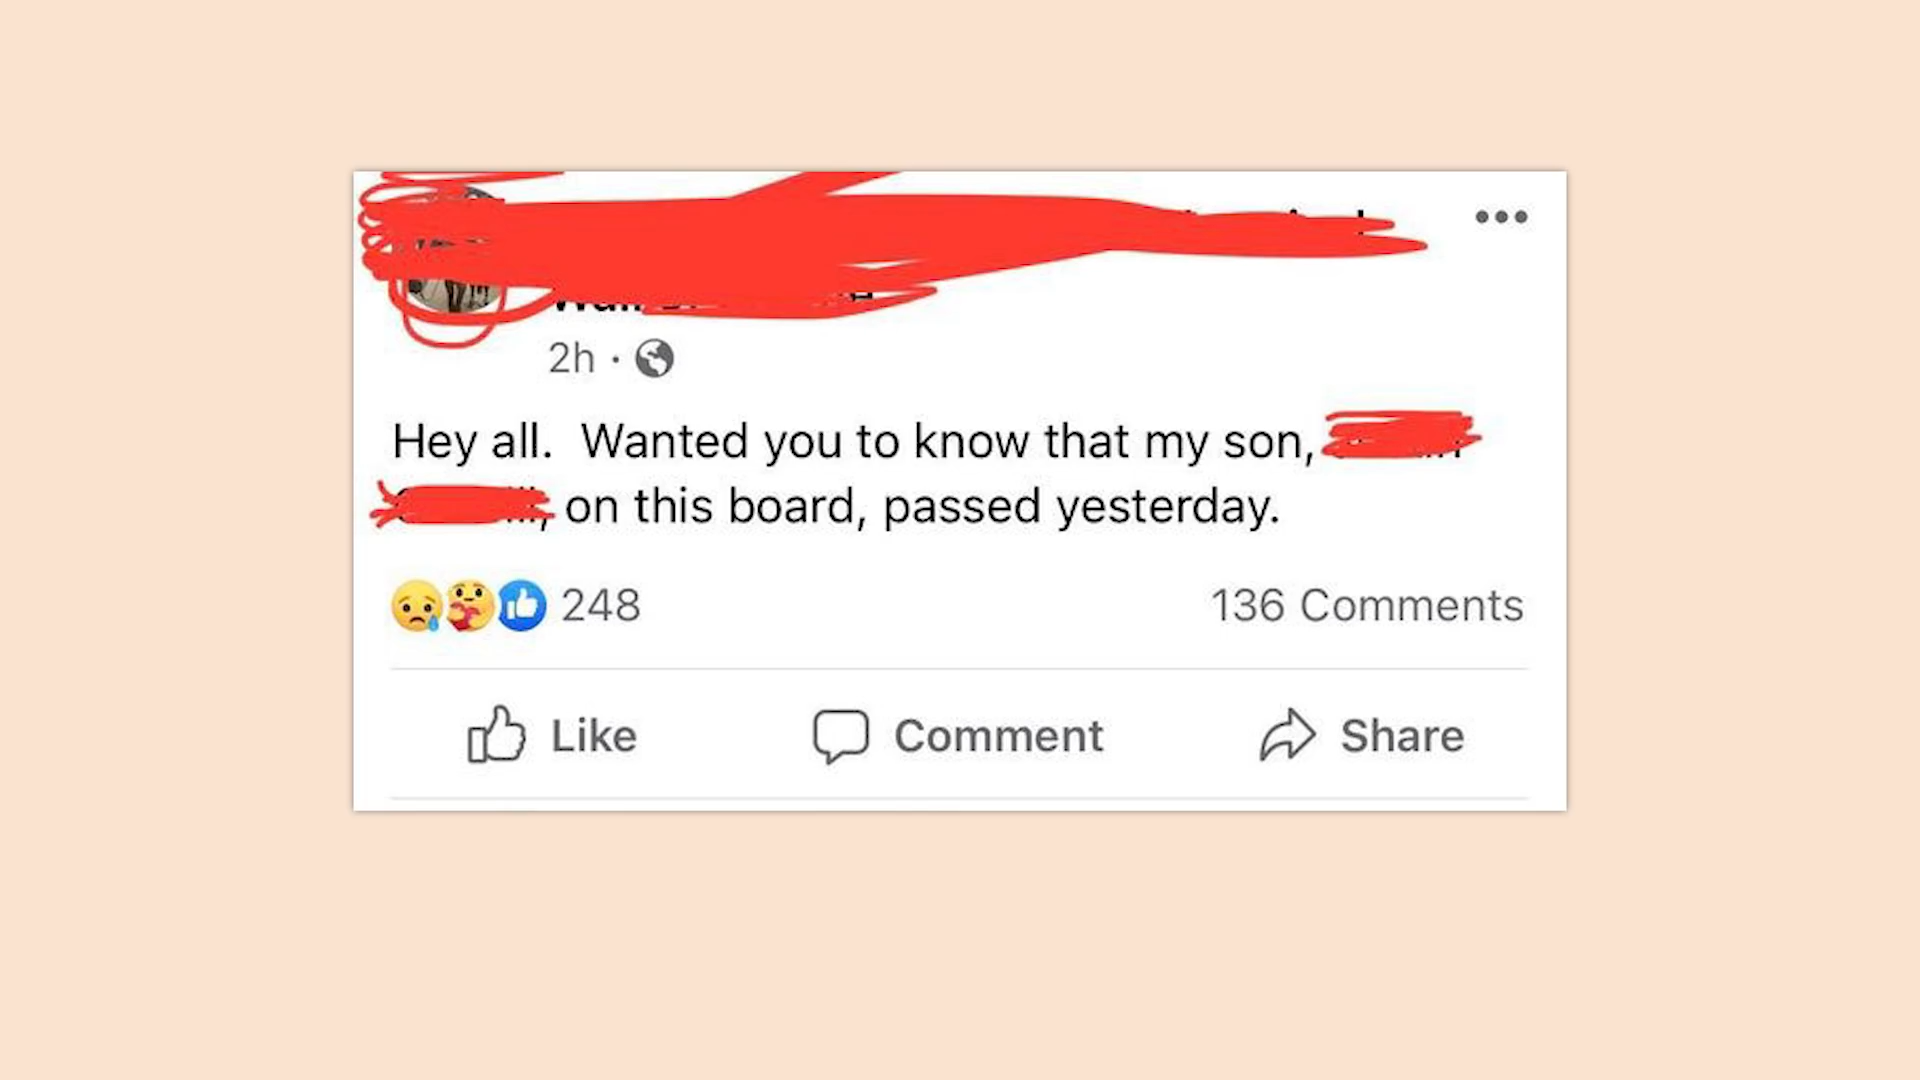 2h ·
Hey all. Wanted you to know that my son,
on this board, passed yesterday.
248
136 Comments
Like
Comment
Share